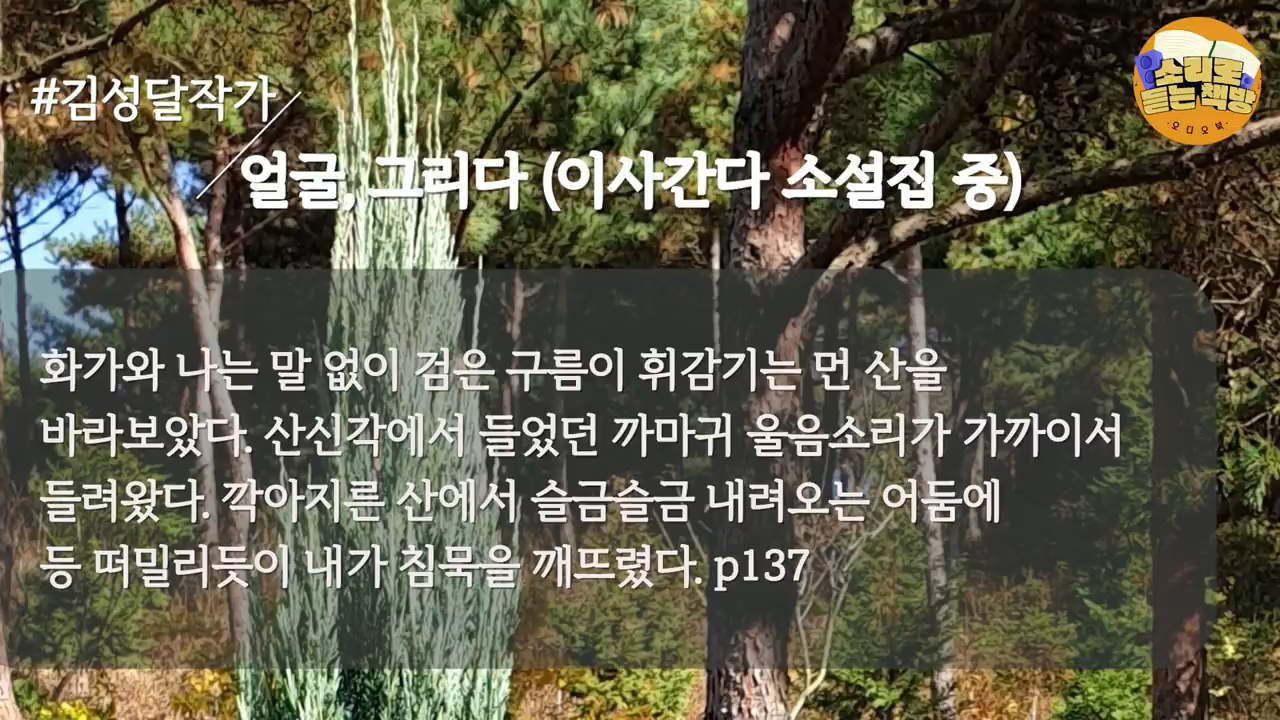 #김성달작가
얼굴, 그리다 (이사간다 소설집 중)
소리로
듣는 책방
·오디오북·
화가와 나는 말 없이 검은 구름이 휘감기는 먼 산을
바라보았다. 산신각에서 들었던 까마귀 울음소리가 가까이서
들려왔다. 깍아지른 산에서 슬금슬금 내려오는 어둠에
등 떠밀리듯이 내가 침묵을 깨뜨렸다. p137